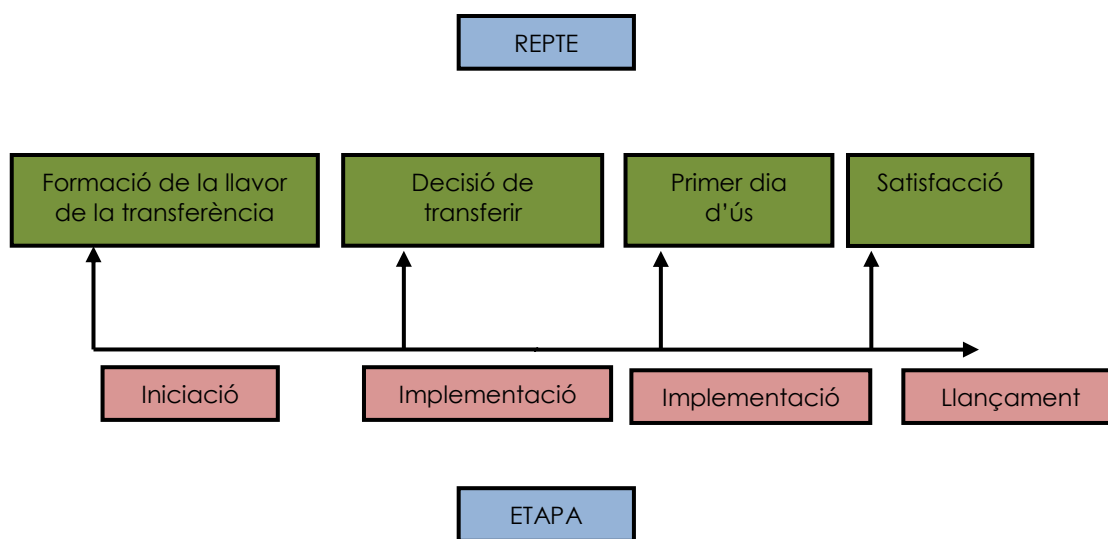 REPTE
Formació de la llavor
de la transferència
Decisió de
transferir
Primer dia
d’ús
Satisfacció
Iniciació
Implementació
Implementació
Llançament
ETAPA